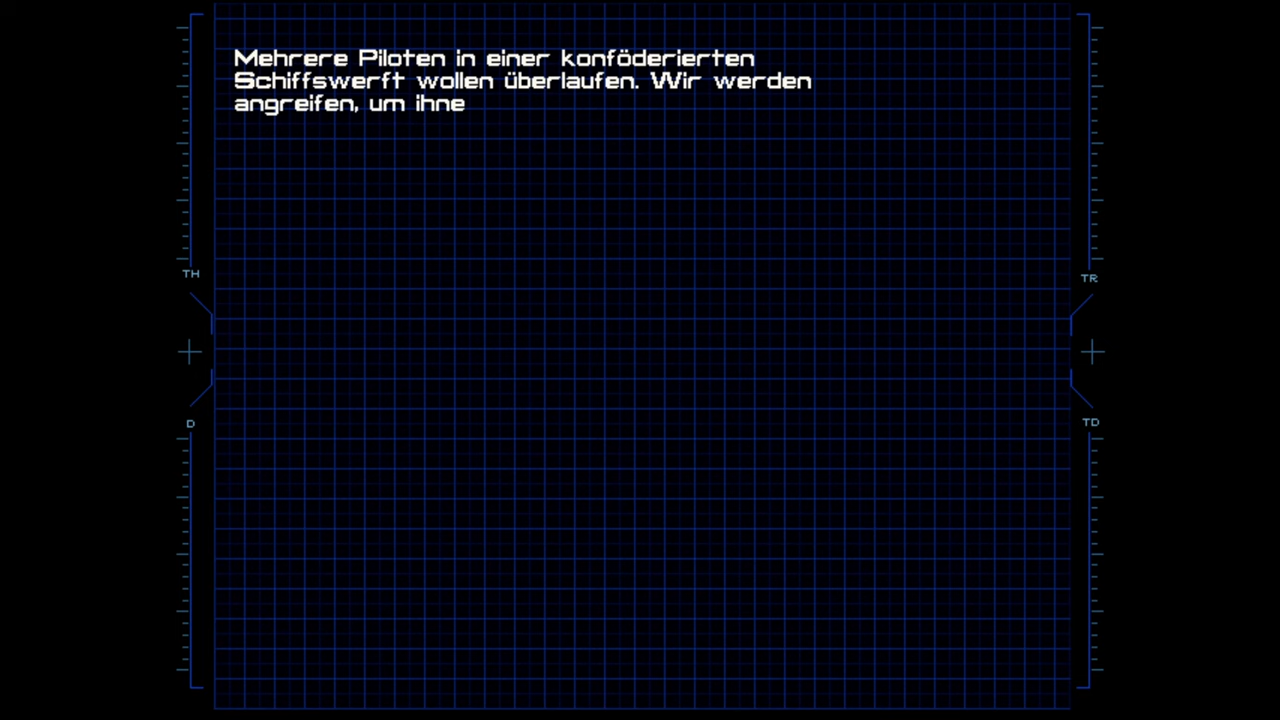 Mehrere Piloten in einer konföderierten
Schiffswerft wollen überlaufen. Wir werden
angreifen, um ihne
TH
TR
D
TD